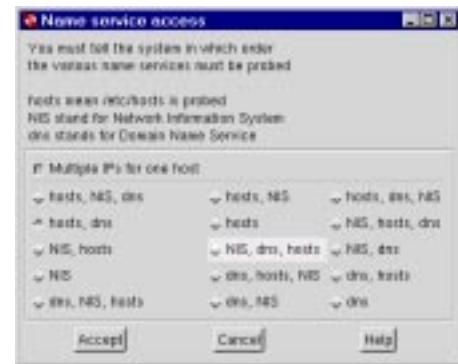 Name service access
You must tell the system in which order
the various name services must be probed
hosts mean /etc/hosts is probed
NIS stand for Network Information System
dns stands for Domain Name Service
Multiple IPs for one host
hosts, NIS, dns hosts, NIS hosts, dns, NIS
hosts, dns hosts NIS, hosts, dns
NIS, hosts NIS, dns, hosts NIS, dns
NIS dns, hosts, NIS dns, hosts
dns, NIS, hosts dns, NIS dns
Accept Cancel Help